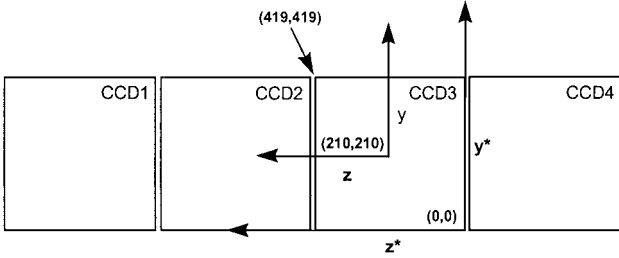 (419,419)
CCD1
CCD2
CCD3
CCD4
y
(210,210)
y*
z
(0,0)
z*